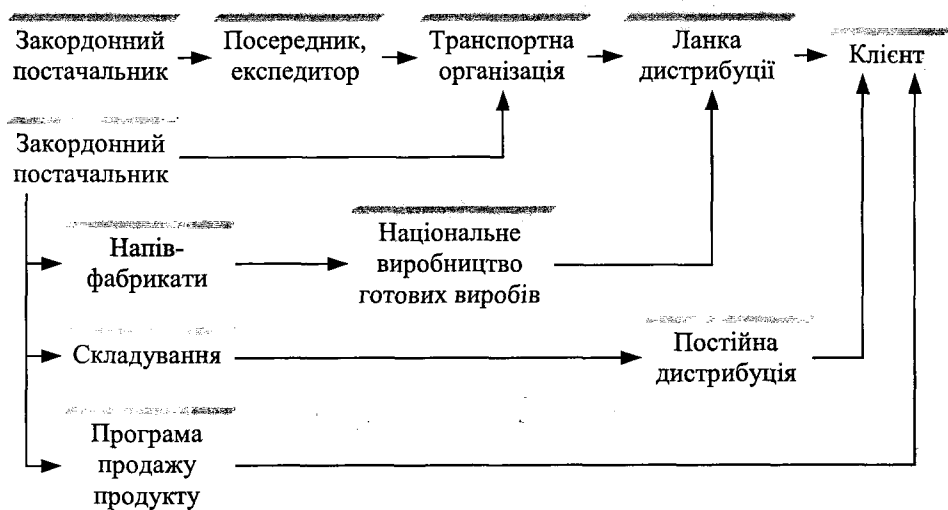 Закордонний
постачальник
Посередник,
експедитор
Транспортна
організація
Ланка
дистрибуції
Клієнт
Закордонний
постачальник
Напів-
фабрикати
Національне
виробництво
готових виробів
Складування
Постійна
дистрибуція
Програма
продажу
продукту